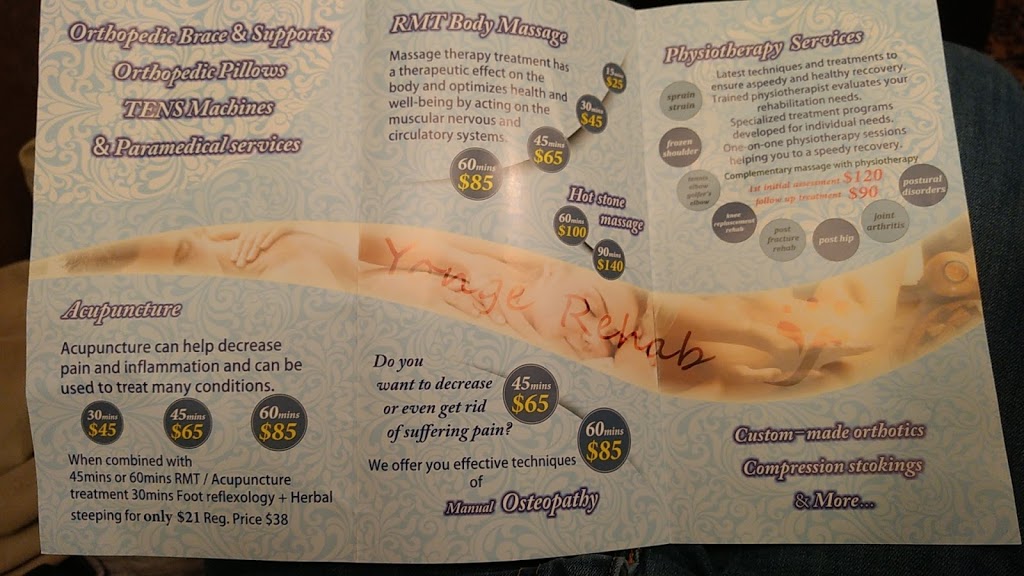 Orthopedic Brace & Supports
Orthopedic Pillows
TENS Machines
& Paramedical services
Acupuncture
Acupuncture can help decrease
pain and inflammation and can be
used to treat many conditions.
30mins
$45
45mins
$65
60mins
$85
When combined with
45mins or 60mins RMT / Acupuncture
treatment 30mins Foot reflexology + Herbal
steeping for only $21 Reg. Price $38
RMT Body Massage
Massage therapy treatment has
a therapeutic effect on the
body and optimizes health and
well-being by acting on the
muscular nervous and
circulatory systems.
15mins
$25
30mins
$45
45mins
$65
60mins
$85
Hot stone
massage
60mins
$100
90mins
$140
Yonge Rehab
Do you
want to decrease
or even get rid
of suffering pain?
45mins
$65
60mins
$85
We offer you effective techniques
of
Manual Osteopathy
Physiotherapy Services
Latest techniques and treatments to
ensure aspeedy and healthy recovery.
Trained physiotherapist evaluates your
rehabilitation needs.
Specialized treatment programs
developed for individual needs.
One-on-one physiotherapy sessions
helping you to a speedy recovery.
Complementary massage with physiotherapy
1st initial assesment $120
follow up treatment $90
sprain
strain
frozen
shoulder
tennis
elbow
golfer's
elbow
knee
replacement
rehab
post
fracture
rehab
post hip
Joint
arthritis
postural
disorders
Custom-made orthotics
Compression stcokings
& More...